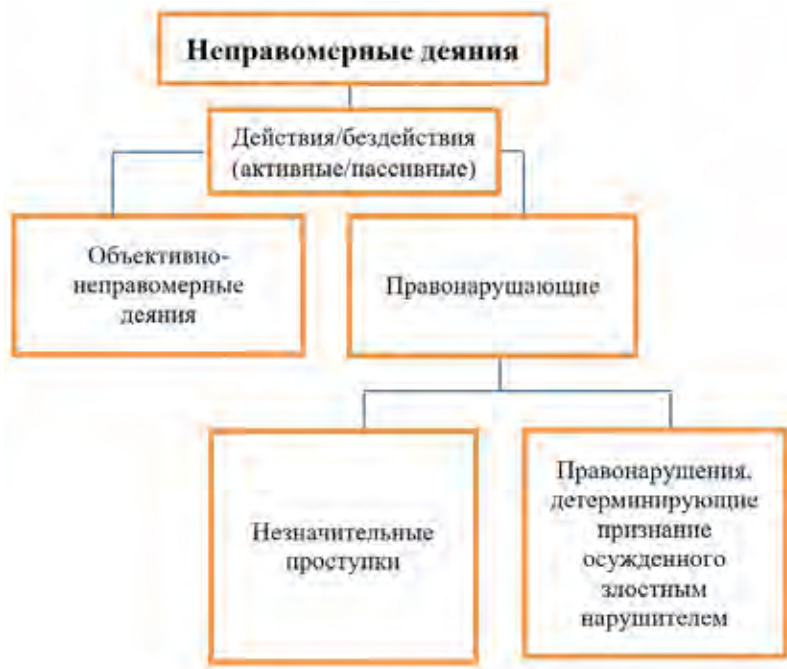 Неправомерные деяния
Действия/бездействия
(активные/пассивные)
Объективно-
неправомерные
деяния
Правонарушающие
Незначительные
проступки
Правонарушения,
детерминирующие
признание
осужденного
злостным
нарушителем